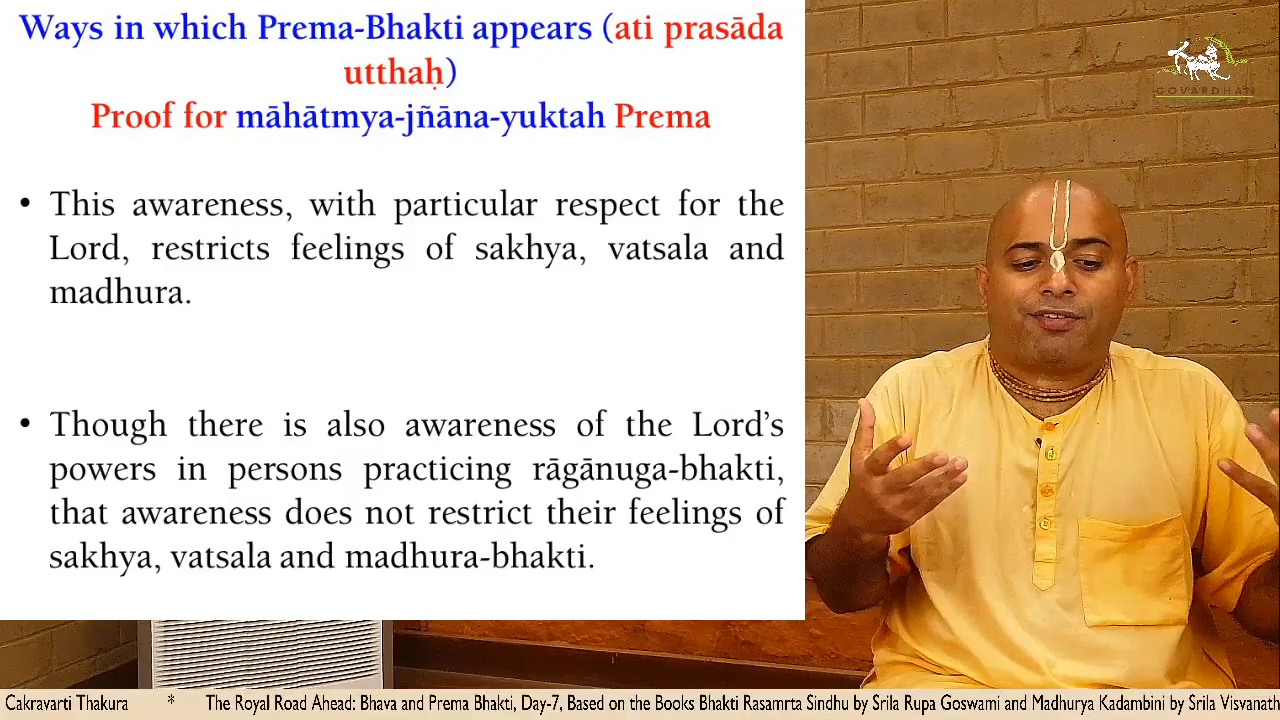 Ways in which Prema-Bhakti appears (ati prasāda
utthaḥ)
Proof for māhātmya-jñāna-yuktah Prema
• This awareness, with particular respect for the
Lord, restricts feelings of sakhya, vatsala and
madhura.
• Though there is also awareness of the Lord's
powers in persons practicing rāgānuga-bhakti,
that awareness does not restrict their feelings of
sakhya, vatsala and madhura-bhakti.
GOVARDHAN
Cakravarti Thakura * The Royal Road Ahead: Bhava and Prema Bhakti, Day-7, Based on the Books Bhakti Rasamrta Sindhu by Srila Rupa Goswami and Madhurya Kadambini by Srila Visvanath